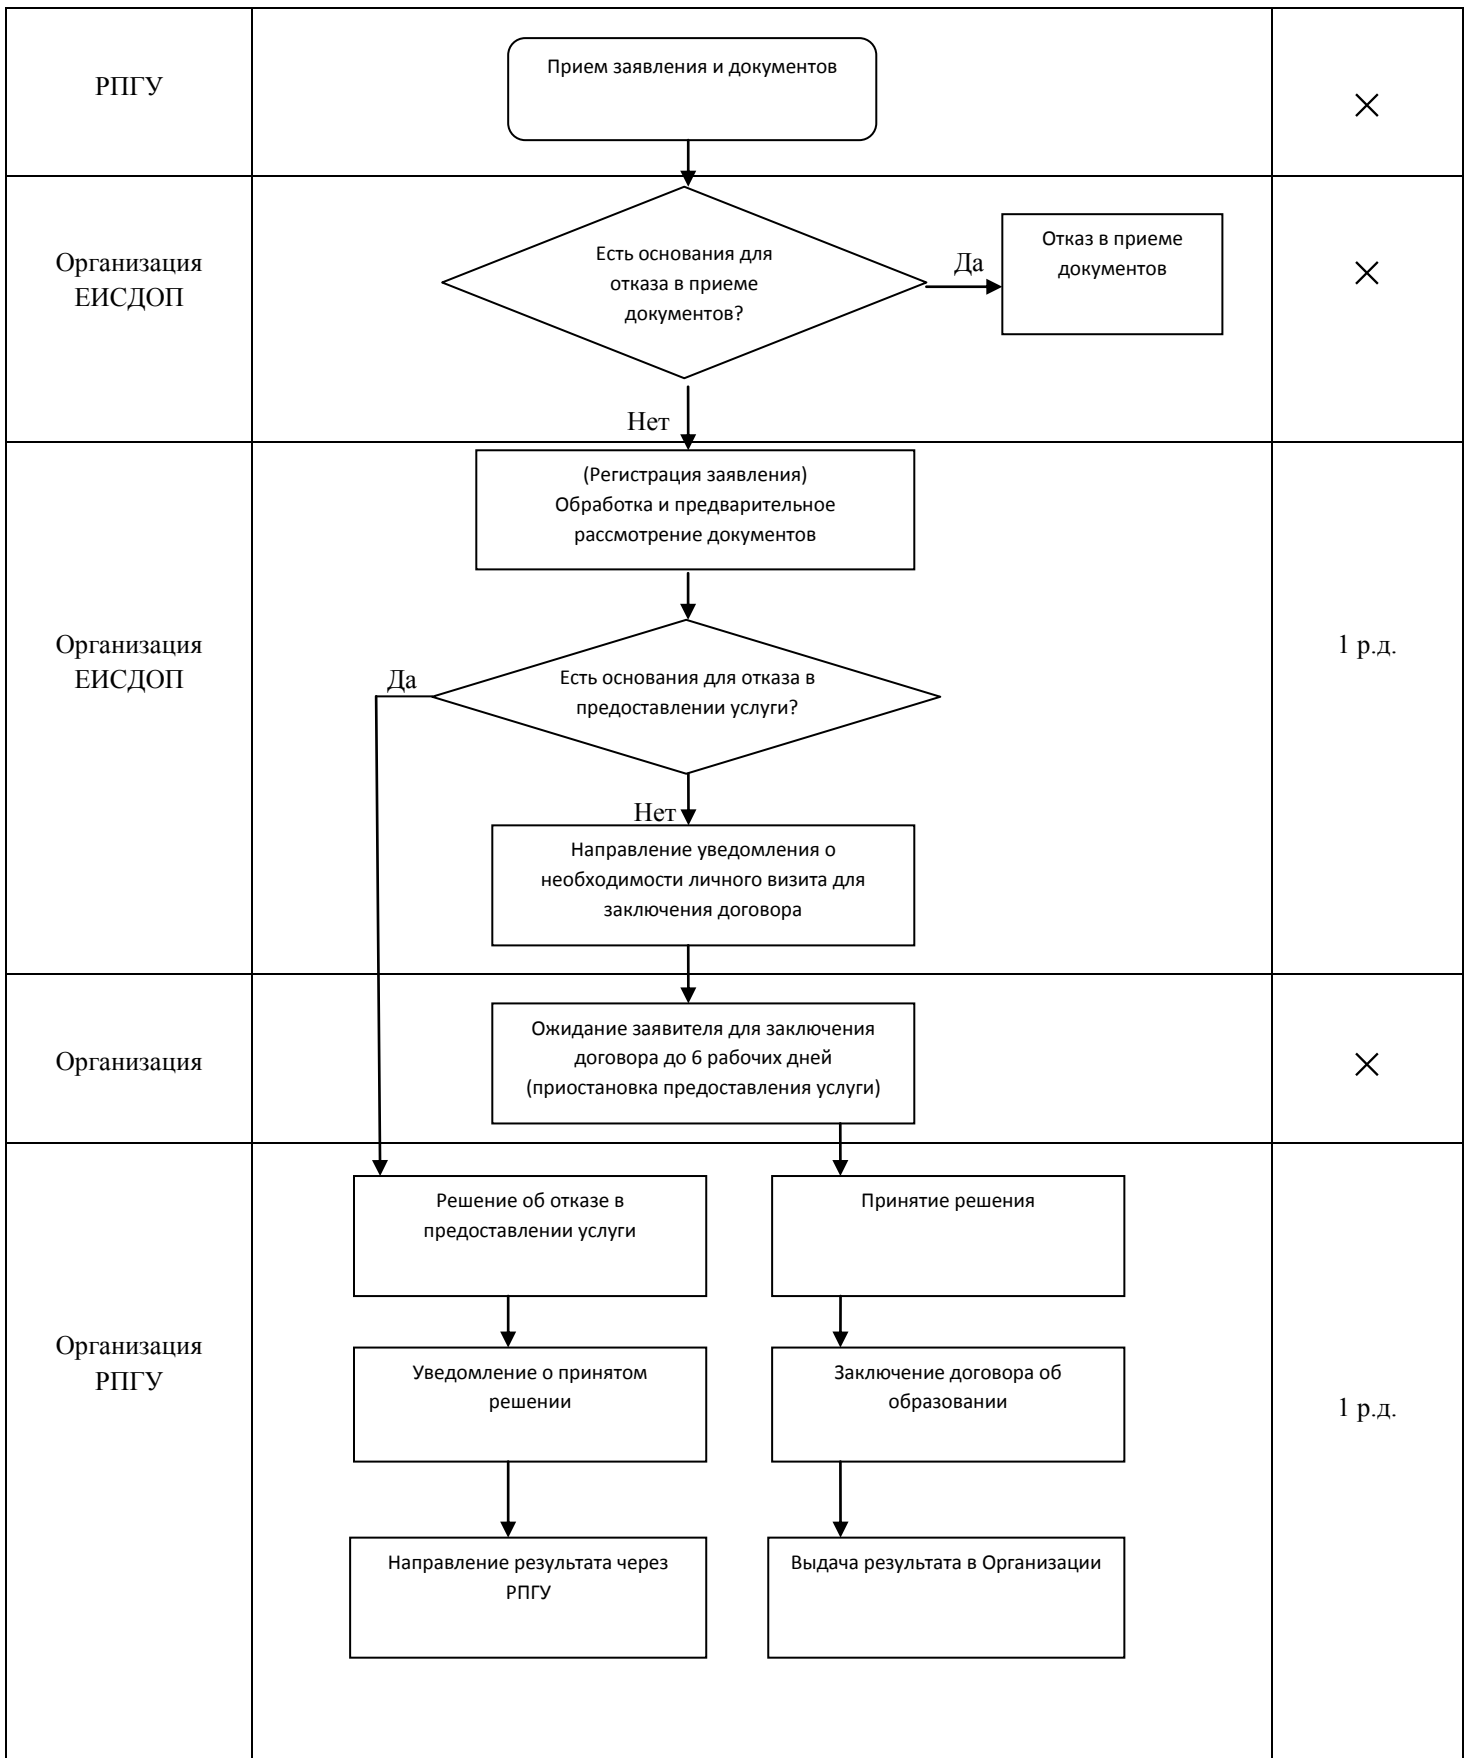 РПГУ
Прием заявления и документов
×
Организация
ЕИСДОП
Есть основания для
отказа в приеме
документов?
Да
Отказ в приеме
документов
×
Нет
Организация
ЕИСДОП
(Регистрация заявления)
Обработка и предварительное
рассмотрение документов
1 р.д.
Да
Есть основания для отказа в
предоставлении услуги?
Нет
Направление уведомления о
необходимости личного визита для
заключения договора
Организация
Ожидание заявителя для заключения
договора до 6 рабочих дней
(приостановка предоставления услуги)
×
Организация
РПГУ
Решение об отказе в
предоставлении услуги
Принятие решения
Уведомление о принятом
решении
Заключение договора об
образовании
1 р.д.
Направление результата через
РПГУ
Выдача результата в Организации